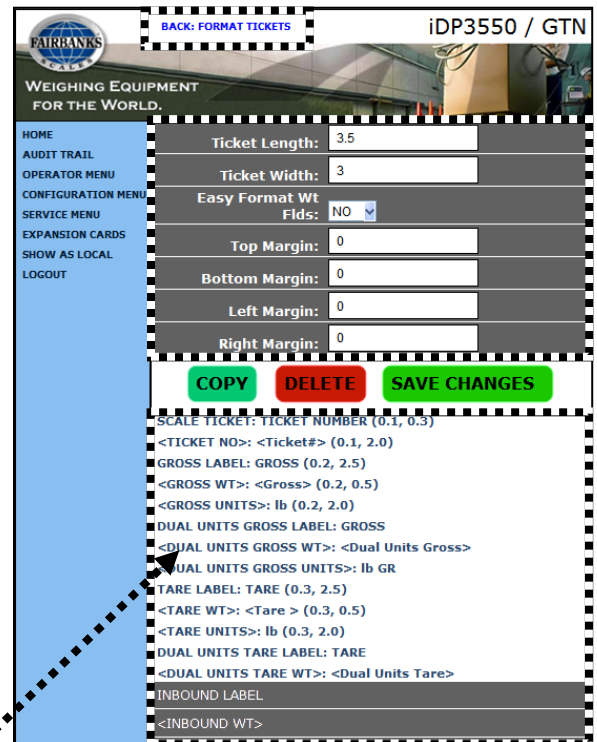 BACK: FORMAT TICKETS
iDP3550 / GTN
FAIRBANKS
SCALES
WEIGHING EQUIPMENT
FOR THE WORLD.
HOME
AUDIT TRAIL
OPERATOR MENU
CONFIGURATION MENU
SERVICE MENU
EXPANSION CARDS
SHOW AS LOCAL
LOGOUT
Ticket Length: 3.5
Ticket Width: 3
Easy Format Wt
Flds: NO
Top Margin: 0
Bottom Margin: 0
Left Margin: 0
Right Margin: 0
COPY DELETE SAVE CHANGES
SCALE TICKET: TICKET NUMBER (0.1, 0.3)
<TICKET NO>: <Ticket#> (0.1, 2.0)
GROSS LABEL: GROSS (0.2, 2.5)
<GROSS WT>: <Gross> (0.2, 0.5)
<GROSS UNITS>: lb (0.2, 2.0)
DUAL UNITS GROSS LABEL: GROSS
<DUAL UNITS GROSS WT>: <Dual Units Gross>
<DUAL UNITS GROSS UNITS>: lb GR
TARE LABEL: TARE (0.3, 2.5)
<TARE WT>: <Tare > (0.3, 0.5)
<TARE UNITS>: lb (0.3, 2.0)
DUAL UNITS TARE LABEL: TARE
<DUAL UNITS TARE WT>: <Dual Units Tare>
INBOUND LABEL
<INBOUND WT>